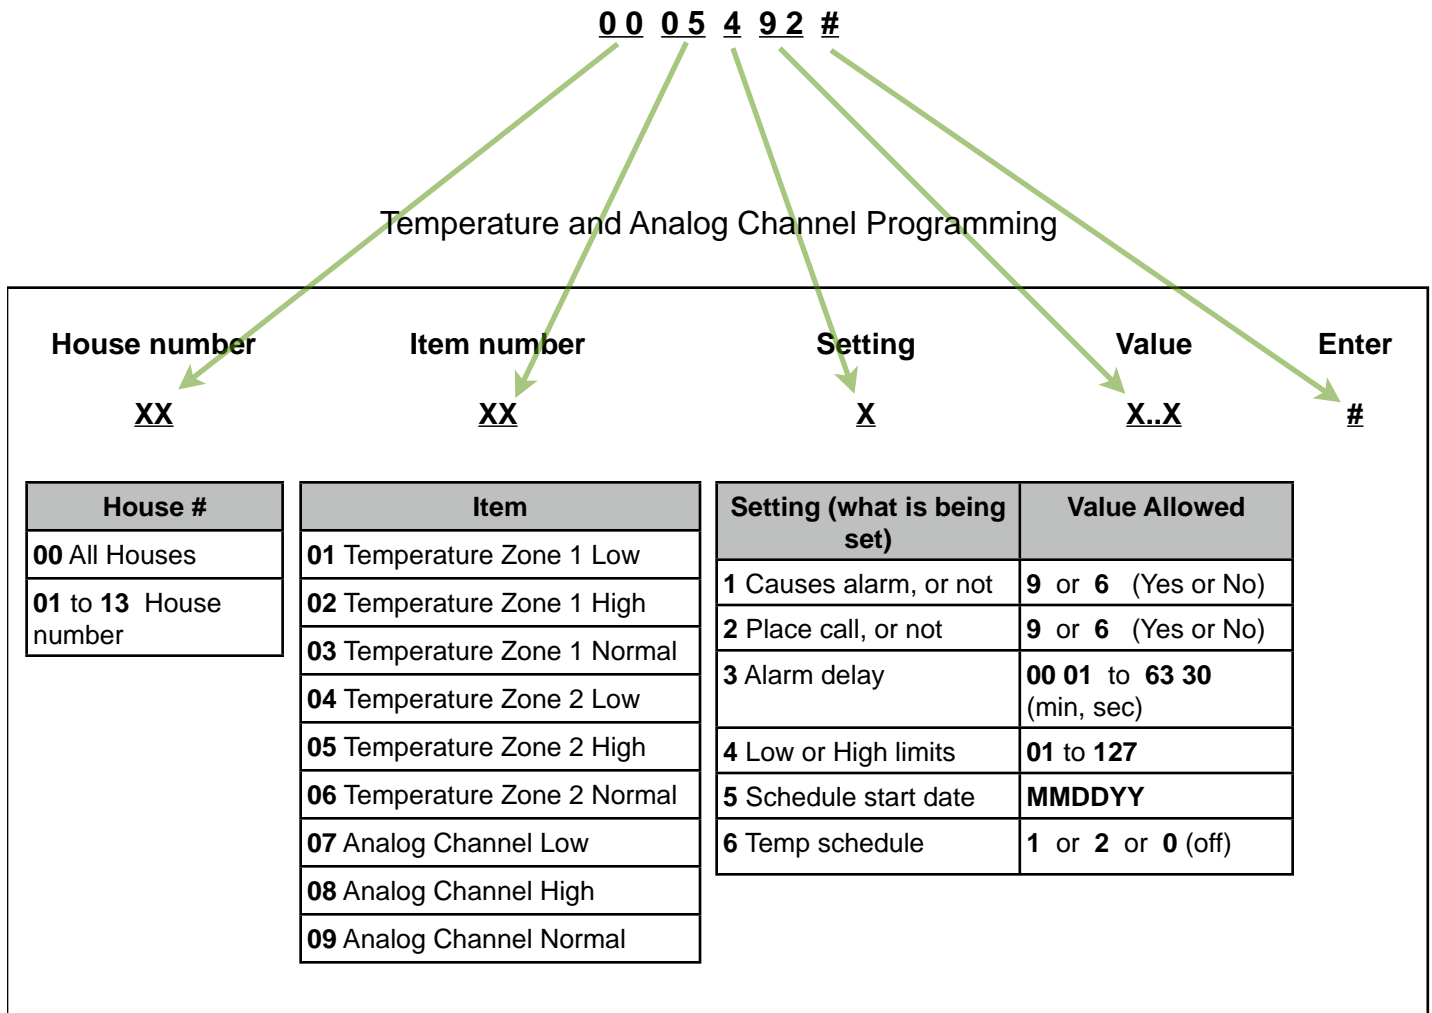 0 0 0 5 4 9 2 #
Temperature and Analog Channel Programming
House number Item number Setting Value Enter
XX XX X X..X #
House #
00 All Houses
01 to 13 House
number
Item
01 Temperature Zone 1 Low
02 Temperature Zone 1 High
03 Temperature Zone 1 Normal
04 Temperature Zone 2 Low
05 Temperature Zone 2 High
06 Temperature Zone 2 Normal
07 Analog Channel Low
08 Analog Channel High
09 Analog Channel Normal
Setting (what is being
set)
Value Allowed
1 Causes alarm, or not 9 or 6 (Yes or No)
2 Place call, or not 9 or 6 (Yes or No)
3 Alarm delay 00 01 to 63 30
(min, sec)
4 Low or High limits 01 to 127
5 Schedule start date MMDDYY
6 Temp schedule 1 or 2 or 0 (off)